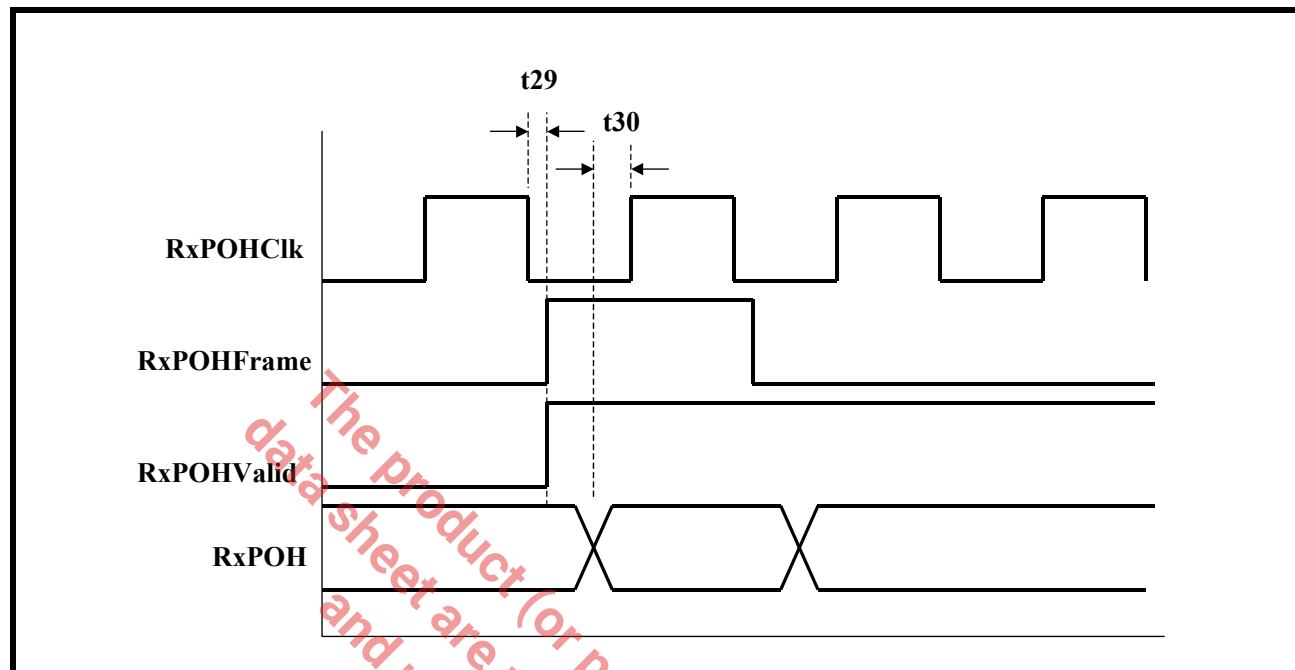 t29
t30
RxPOHClk
RxPOHFrame
RxPOHValid
RxPOH
The product (or p
data sheet are
and